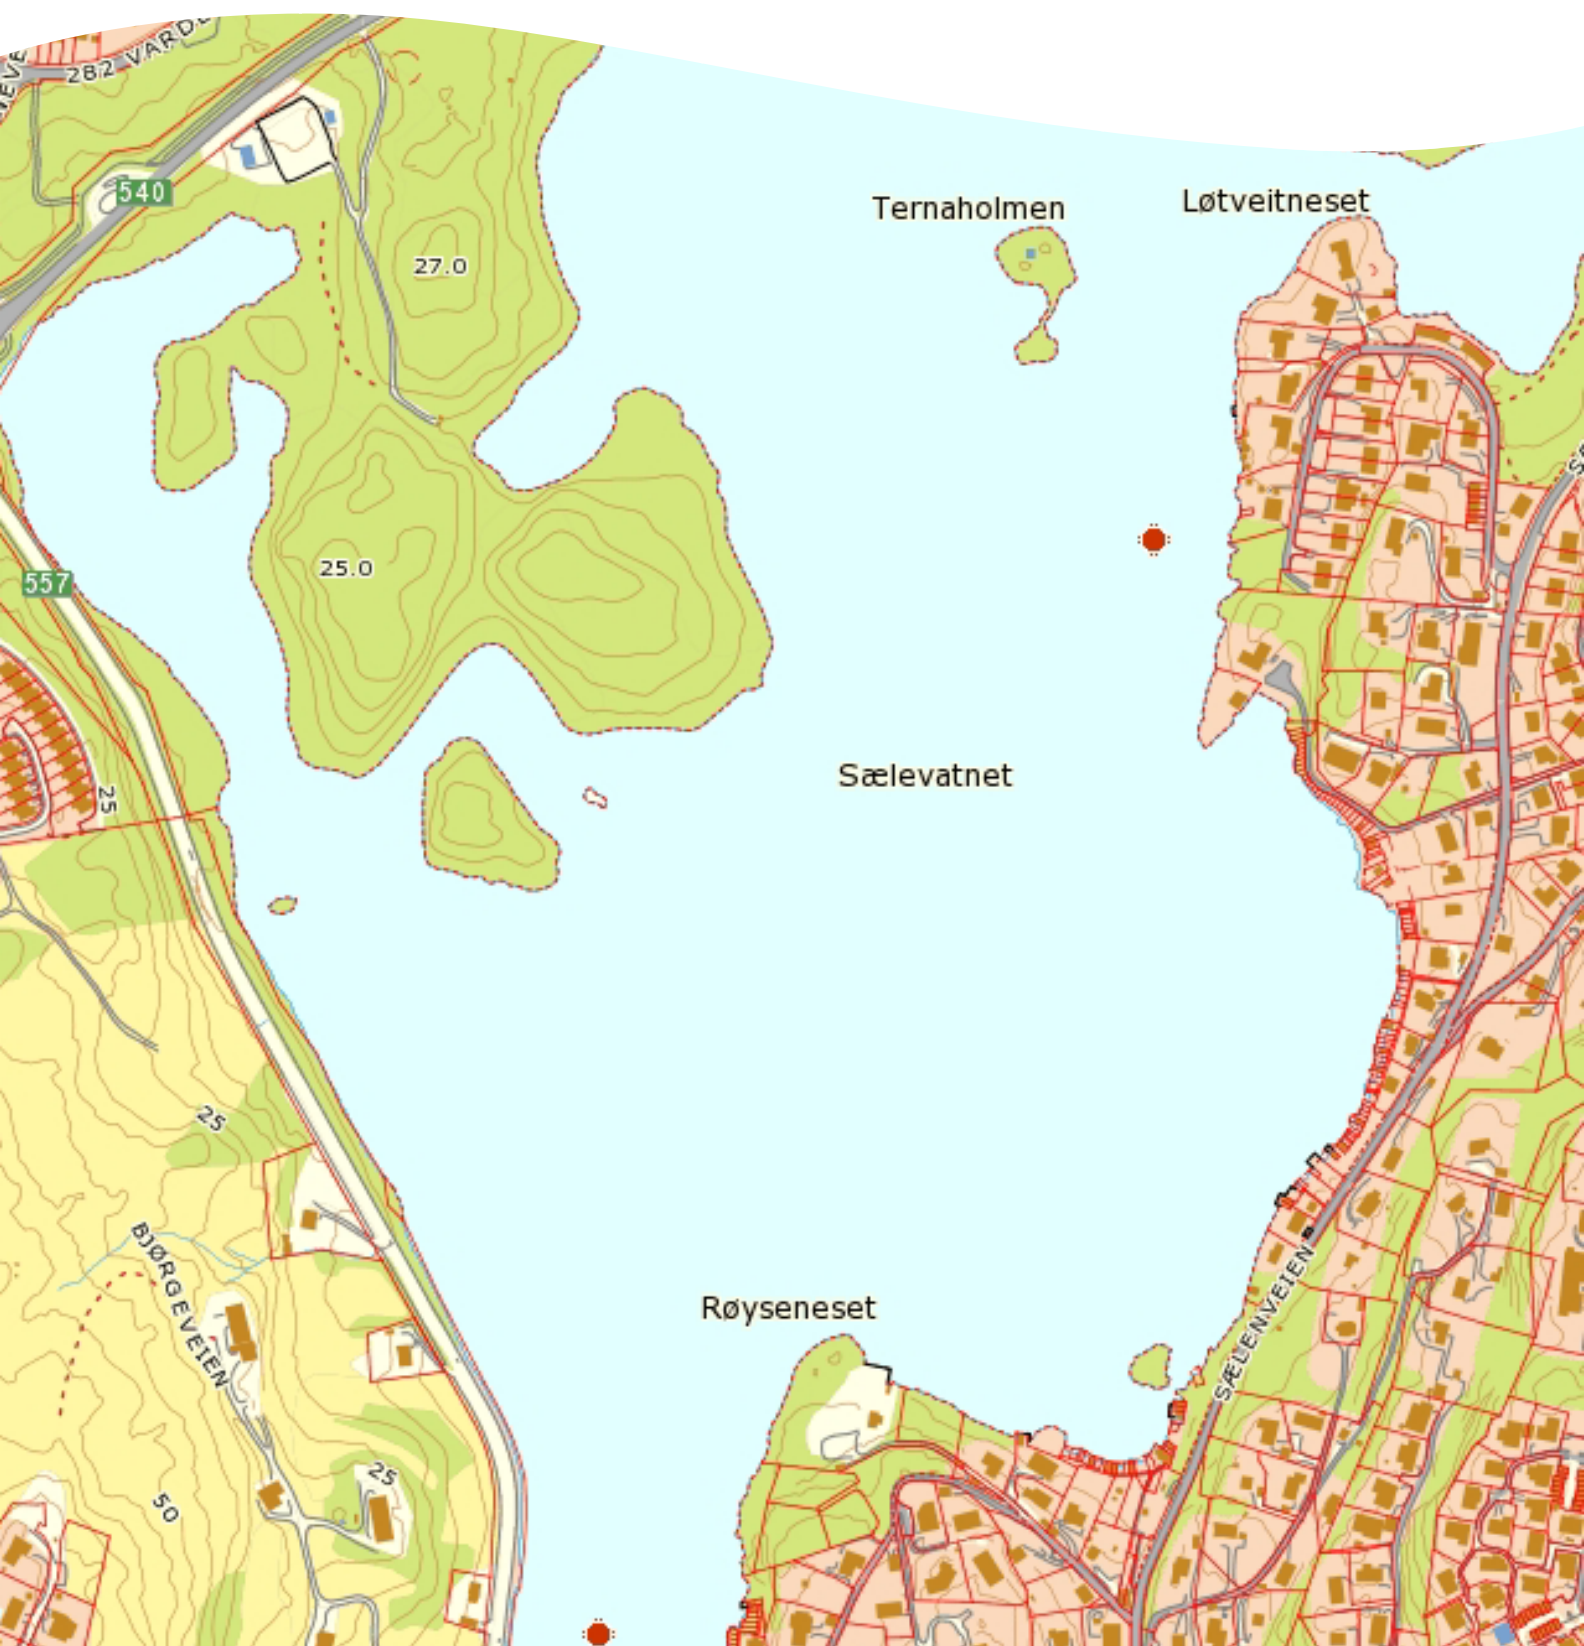 282 VARD
540
27.0
Ternaholmen
Løtveitneset
25.0
557
Sælevatnet
25
25
BJØRGEVEIEN
Røyseneset
SÆLENVEIEN
25
50